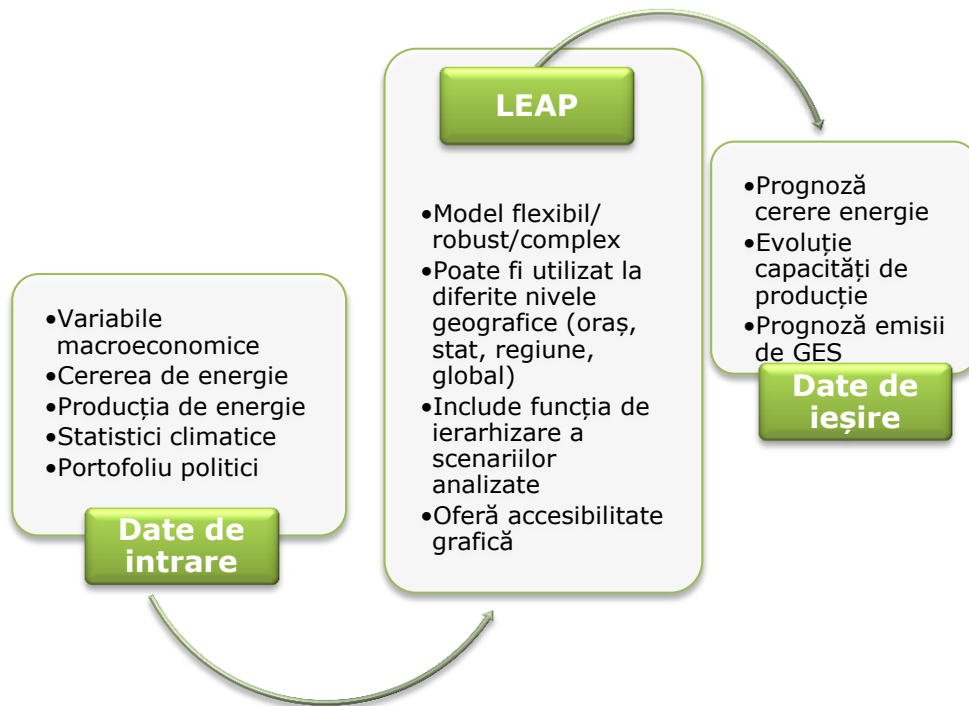 •Variabile
macroeconomice
•Cererea de energie
•Producția de energie
•Statistici climatice
•Portofoliu politici
Date de
intrare
LEAP
•Model flexibil/
robust/complex
•Poate fi utilizat la
diferite nivele
geografice (oraș,
stat, regiune,
global)
•Include funcția de
ierarhizare a
scenariilor
analizate
•Oferă accesibilitate
grafică
•Prognoză
cerere energie
•Evoluție
capacități de
producție
•Prognoză emisii
de GES
Date de
ieșire